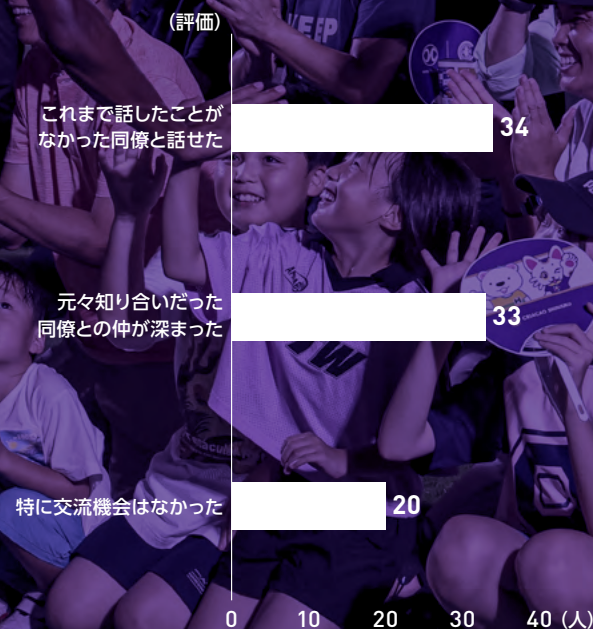 (評価)
これまで話したことが
なかった同僚と話せた
34
元々知り合いだった
同僚との仲が深まった
33
特に交流機会はなかった
20
0 10 20 30 40 (人)